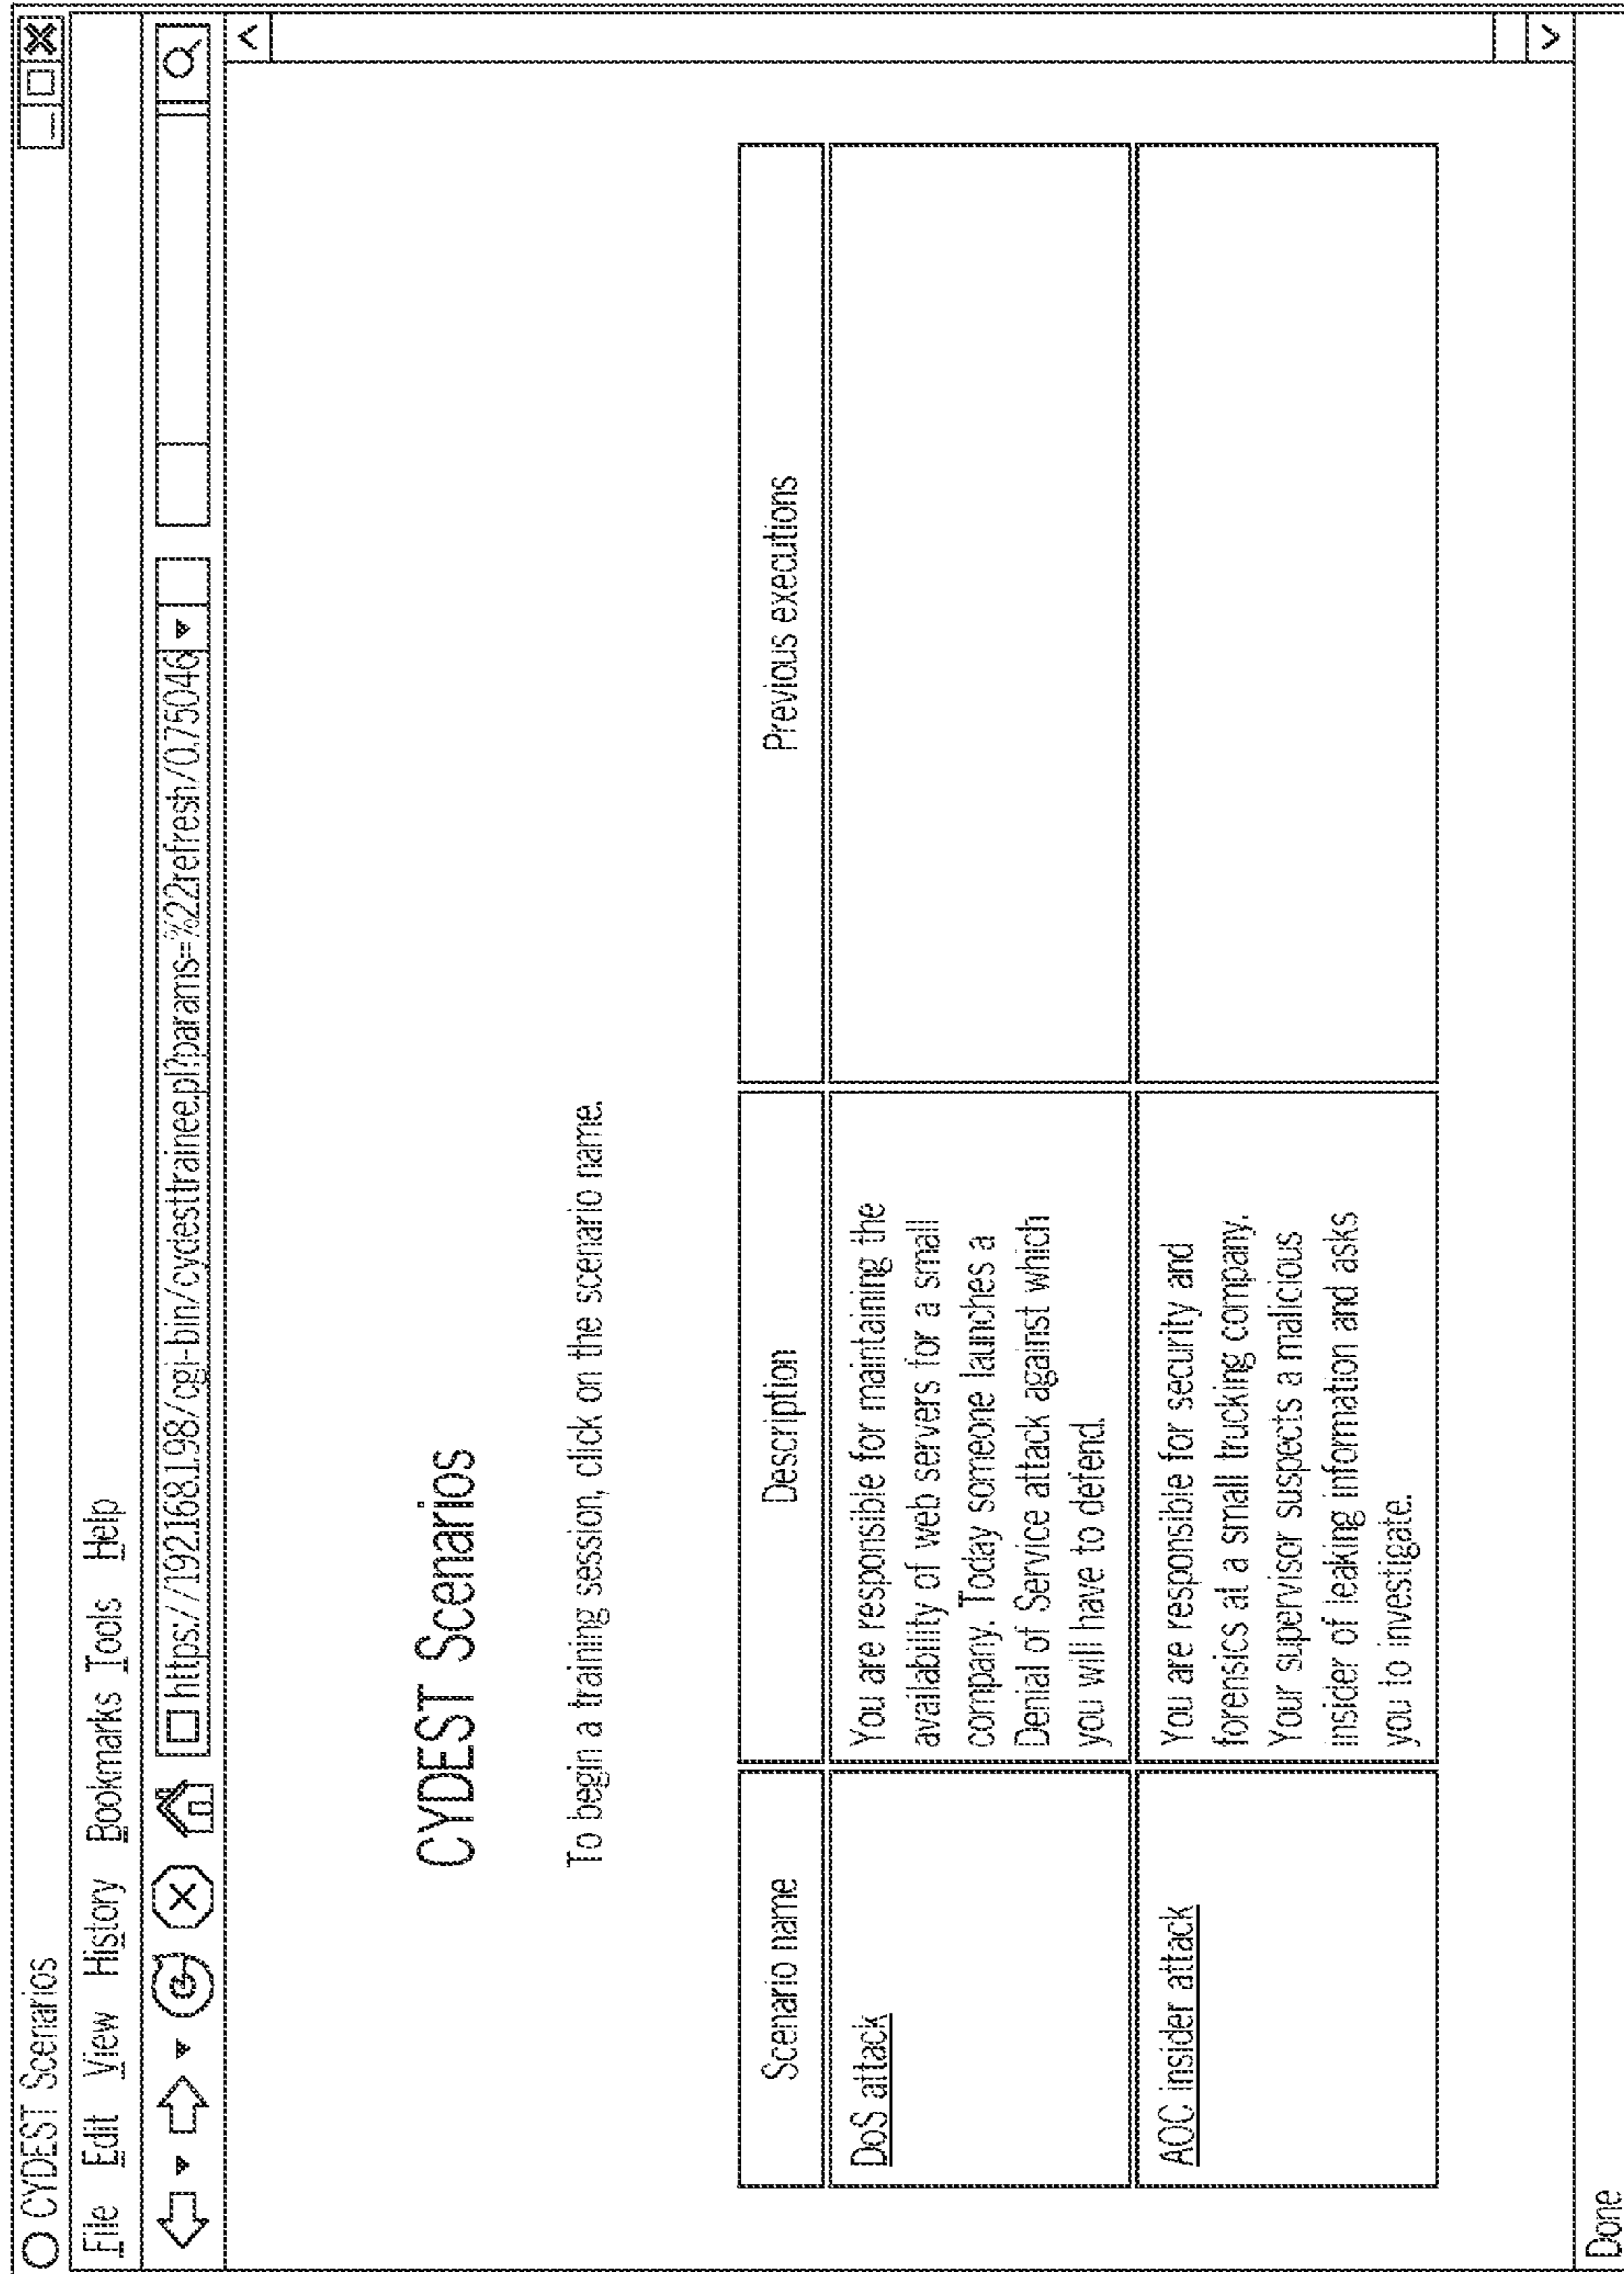 CYDEST Scenarios
File Edit View History Bookmarks Tools Help
https://192.168.1.98/cgi-bin/cydesttrainee.pl?params=%22refresh/0.75046
CYDEST Scenarios
To begin a training session, click on the scenario name.
Scenario name
Description
Previous executions
DoS attack
You are responsible for maintaining the
availability of web servers for a small
company. Today someone launches a
Denial of Service attack against which
you will have to defend.
AOC insider attack
You are responsible for security and
forensics at a small trucking company.
Your supervisor suspects a malicious
insider of leaking information and asks
you to investigate.
Done